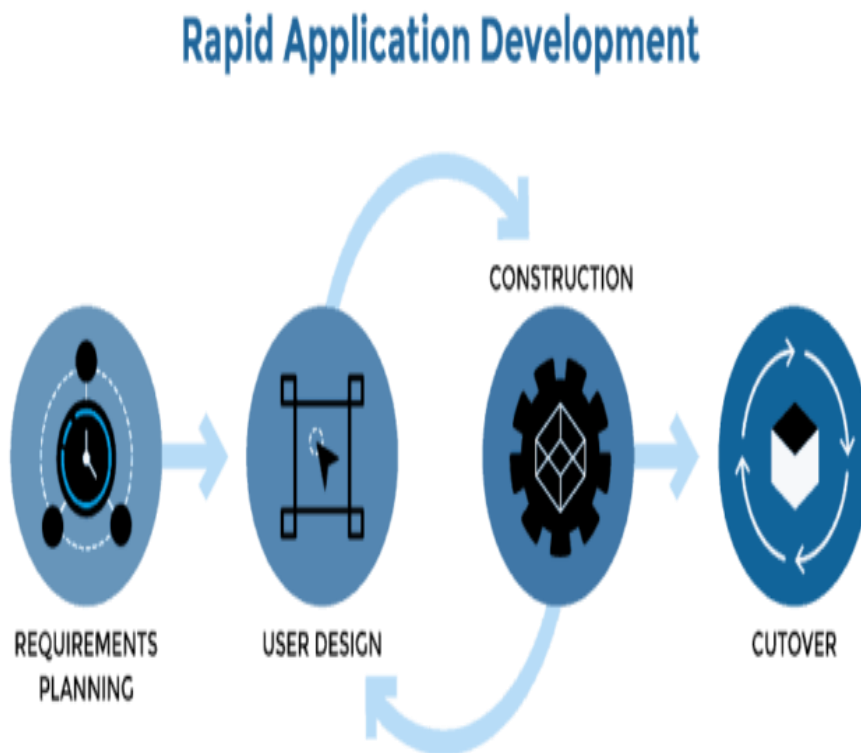 Rapid Application Development
CONSTRUCTION
REQUIREMENTS
PLANNING
USER DESIGN
CUTOVER